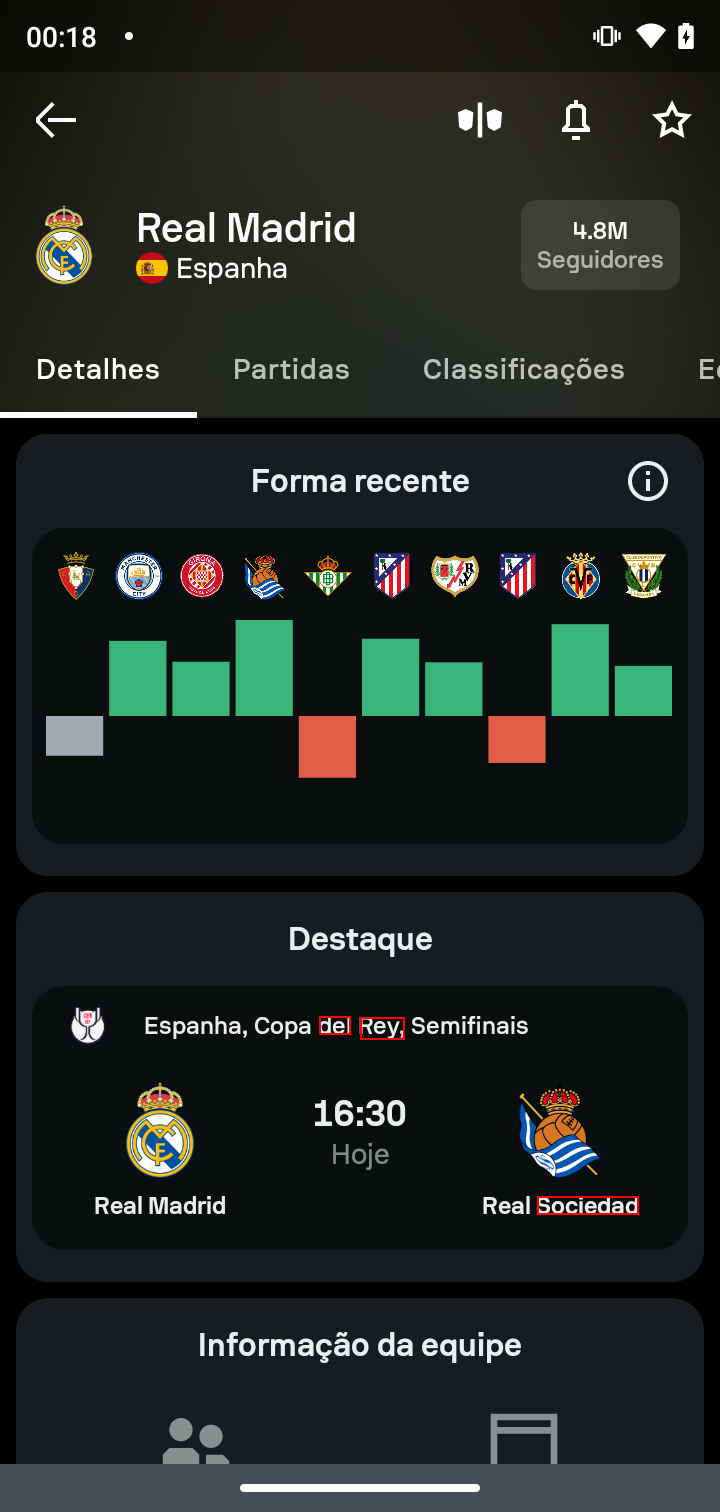 00:18
Real Madrid
Espanha
4.8M
Seguidores
Detalhes Partidas Classificações
Forma recente
Destaque
Espanha, Copa del Rey, Semifinais
16:30
Hoje
Real Madrid Real Sociedad
Informação da equipe